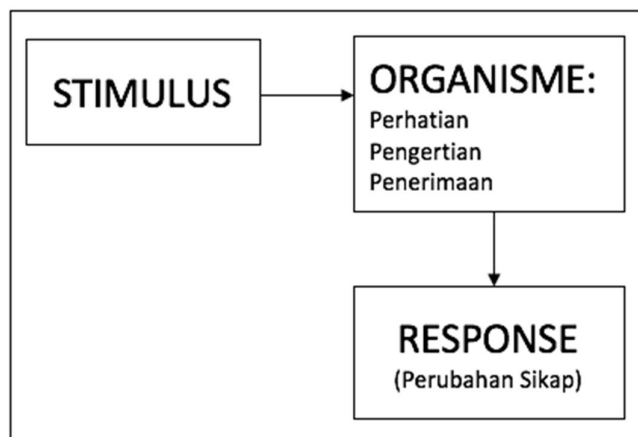 STIMULUS
ORGANISME:
Perhatian
Pengertian
Penerimaan
RESPONSE
(Perubahan Sikap)